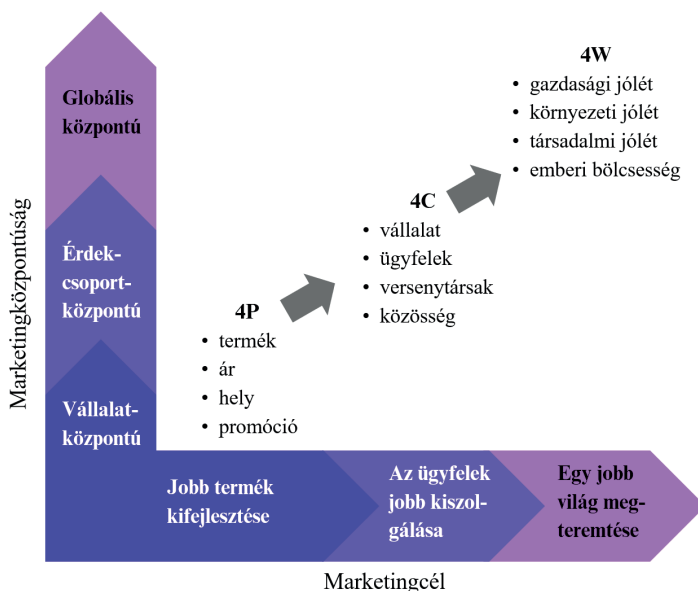 4W
• gazdasági jólét
• környezeti jólét
• társadalmi jólét
• emberi bölcsesség
4C
• vállalat
• ügyfelek
• versenytársak
• közösség
4P
• termék
• ár
• hely
• promóció
Marketingközpontúság
Globális
központú
Érdek-
csoport-
központú
Vállalat-
központú
Jobb termék
kifejlesztése
Az ügyfelek
jobb kiszol-
gálása
Egy jobb
világ meg-
teremtése
Marketingcél